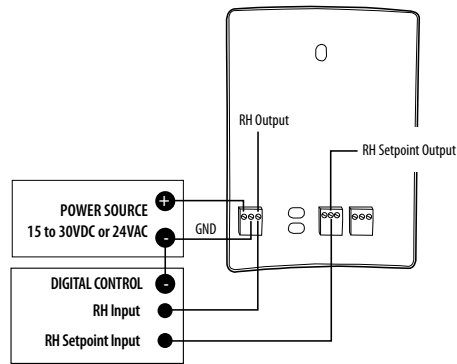 RH Output
RH Setpoint Output
+
POWER SOURCE
15 to 30VDC or 24VAC
-
GND
-
DIGITAL CONTROL
RH Input
RH Setpoint Input